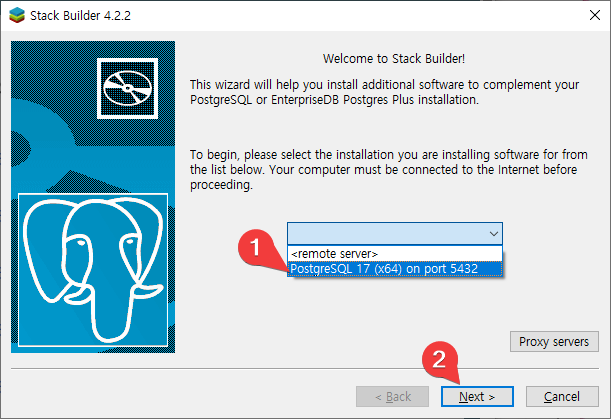 Stack Builder 4.2.2
Welcome to Stack Builder!
This wizard will help you install additional software to complement your
PostgreSQL or EnterpriseDB Postgres Plus installation.
To begin, please select the installation you are installing software for from
the list below. Your computer must be connected to the Internet before
proceeding.
<remote server>
1
PostgreSQL 17 (x64) on port 5432
Proxy servers
2
< Back
Next >
Cancel